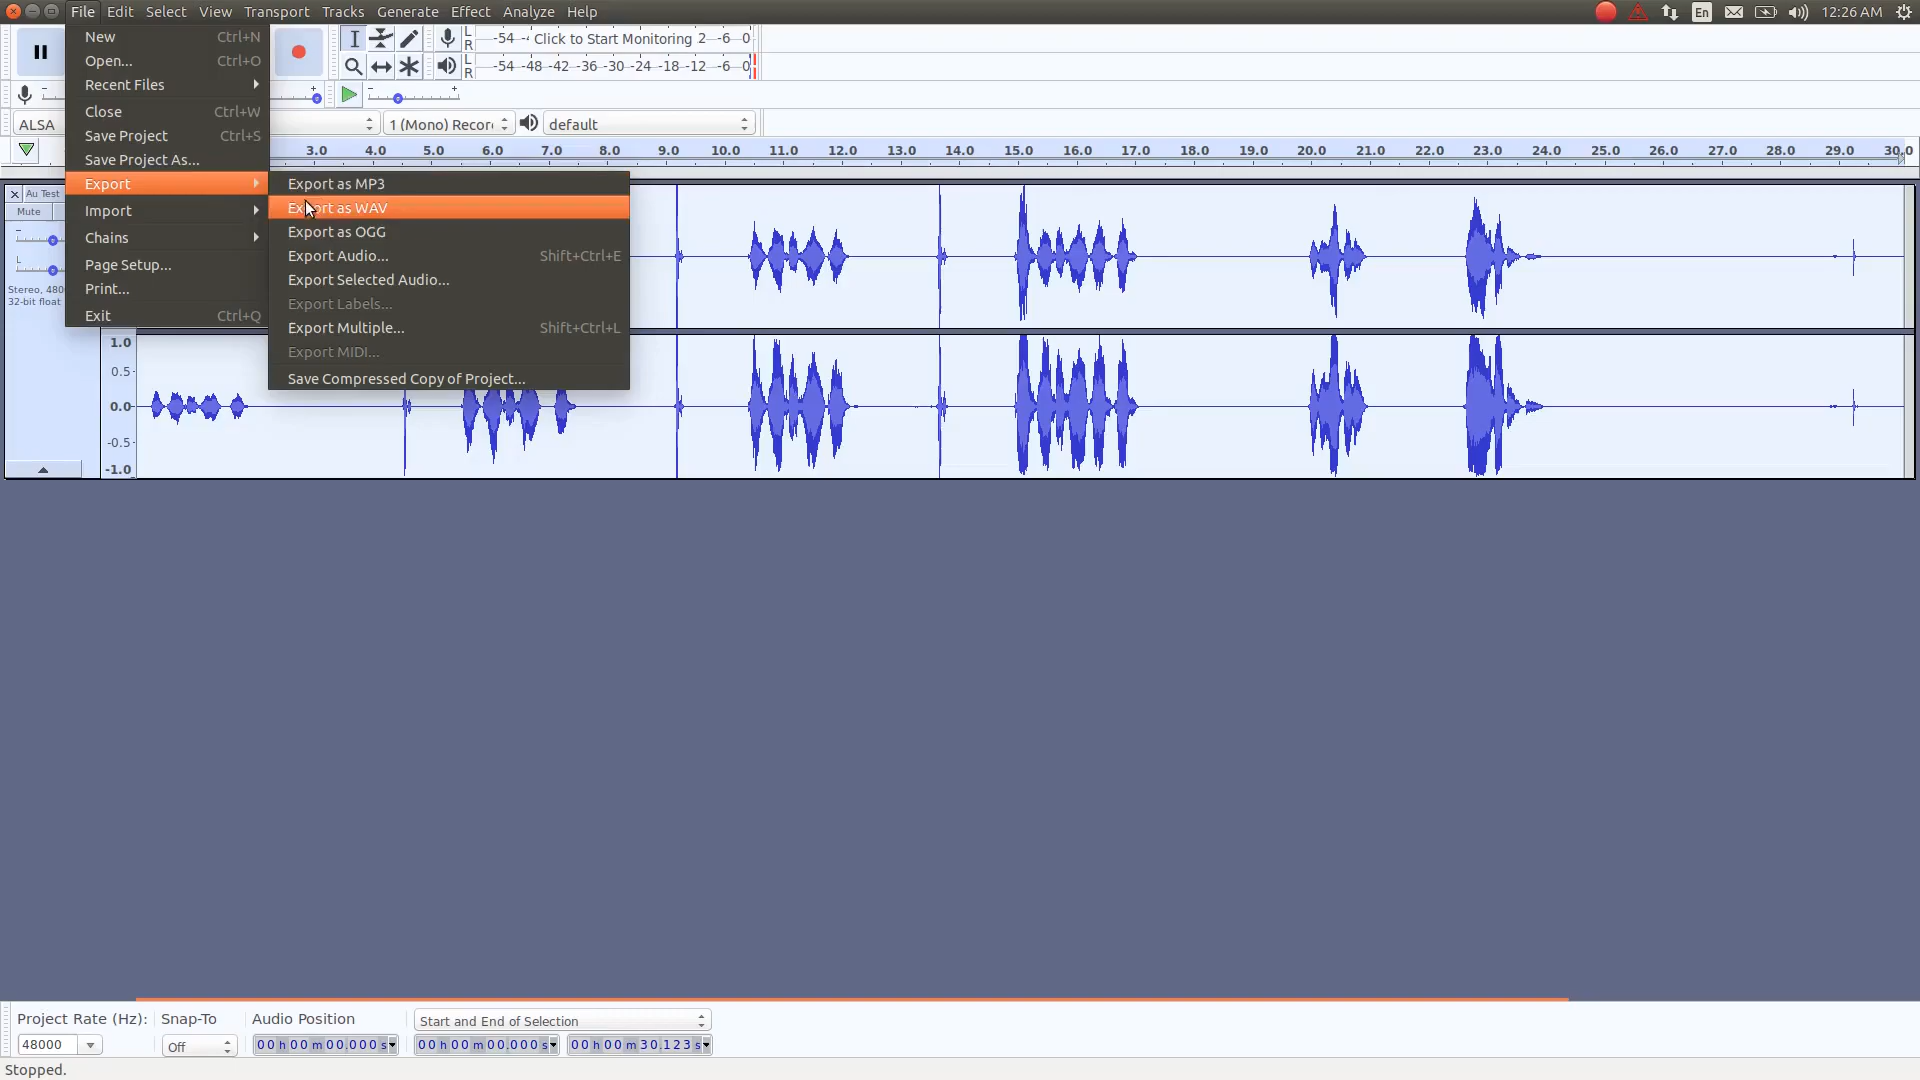 File Edit Select View Transport Tracks Generate Effect Analyze Help
En 12:26 AM
New Ctrl+N
Open... Ctrl+O
Recent Files
Close Ctrl+W
Save Project Ctrl+S
Save Project As...
Export
Import
Chains
Page Setup...
Print...
Exit Ctrl+Q
Export as MP3
Export as WAV
Export as OGG
Export Audio... Shift+Ctrl+E
Export Selected Audio...
Export Labels...
Export Multiple... Shift+Ctrl+L
Export MIDI...
Save Compressed Copy of Project...
L
R
-54 Click to Start Monitoring 2 -6 0
L
R
-54 -48 -42 -36 -30 -24 -18 -12 -6 0
- +
- +
ALSA 1 (Mono) Recor default
3.0 4.0 5.0 6.0 7.0 8.0 9.0 10.0 11.0 12.0 13.0 14.0 15.0 16.0 17.0 18.0 19.0 20.0 21.0 22.0 23.0 24.0 25.0 26.0 27.0 28.0 29.0 30.0
Au Test
Mute
L
Stereo, 480
32-bit float
1.0
0.5
0.0
-0.5
-1.0
Project Rate (Hz): Snap-To Audio Position Start and End of Selection
48000 Off 00 h 00 m 00.000 s 00 h 00 m 00.000 s 00 h 00 m 30.123 s
Stopped.